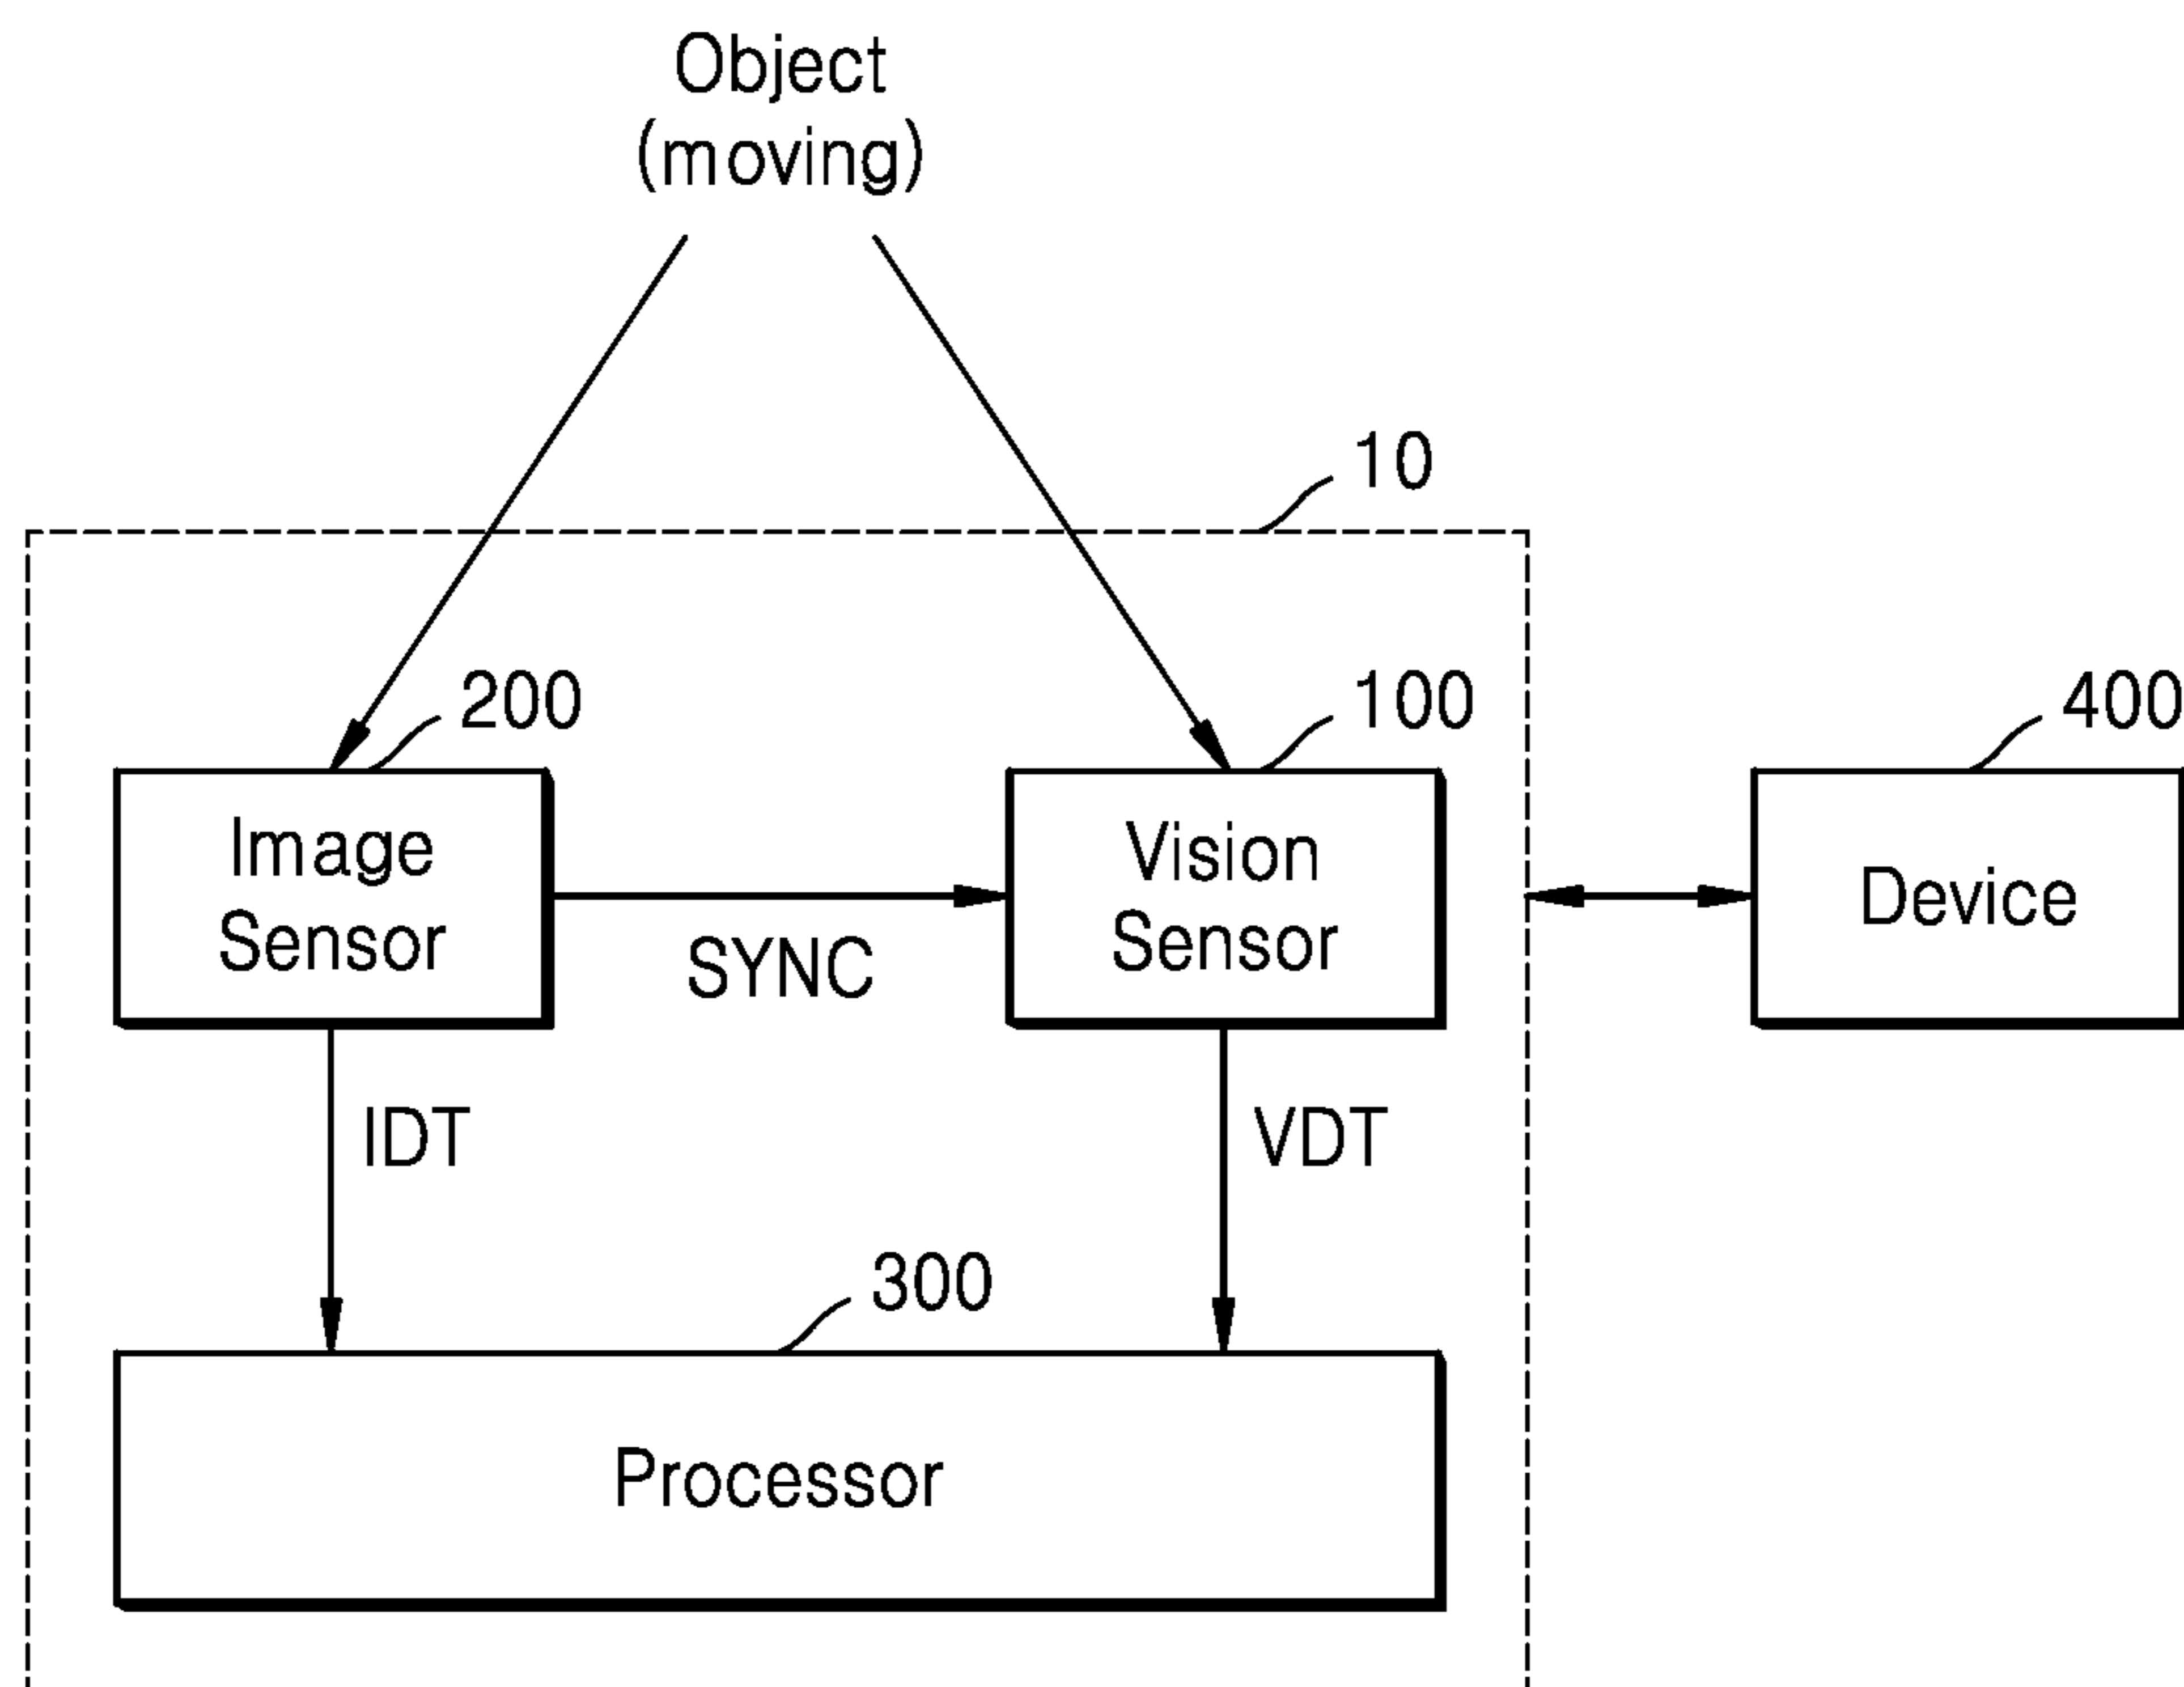 Object
(moving)
10
200
100
400
Image
Sensor
SYNC
Vision
Sensor
Device
IDT
VDT
300
Processor